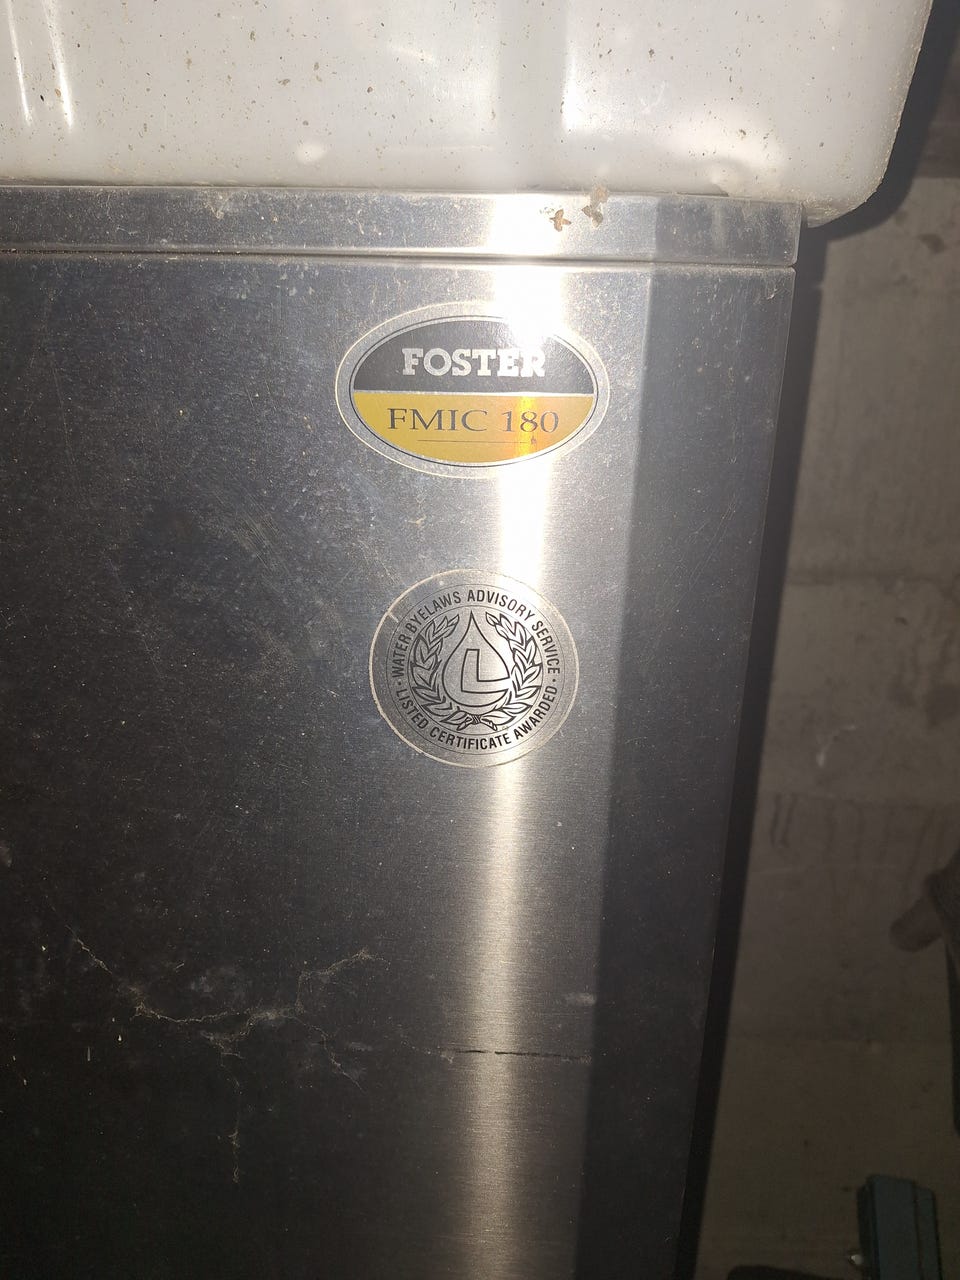 FOSTER
FMIC 180
· WATER BYELAWS ADVISORY SERVICE ·
LISTED CERTIFICATE AWARDED
L